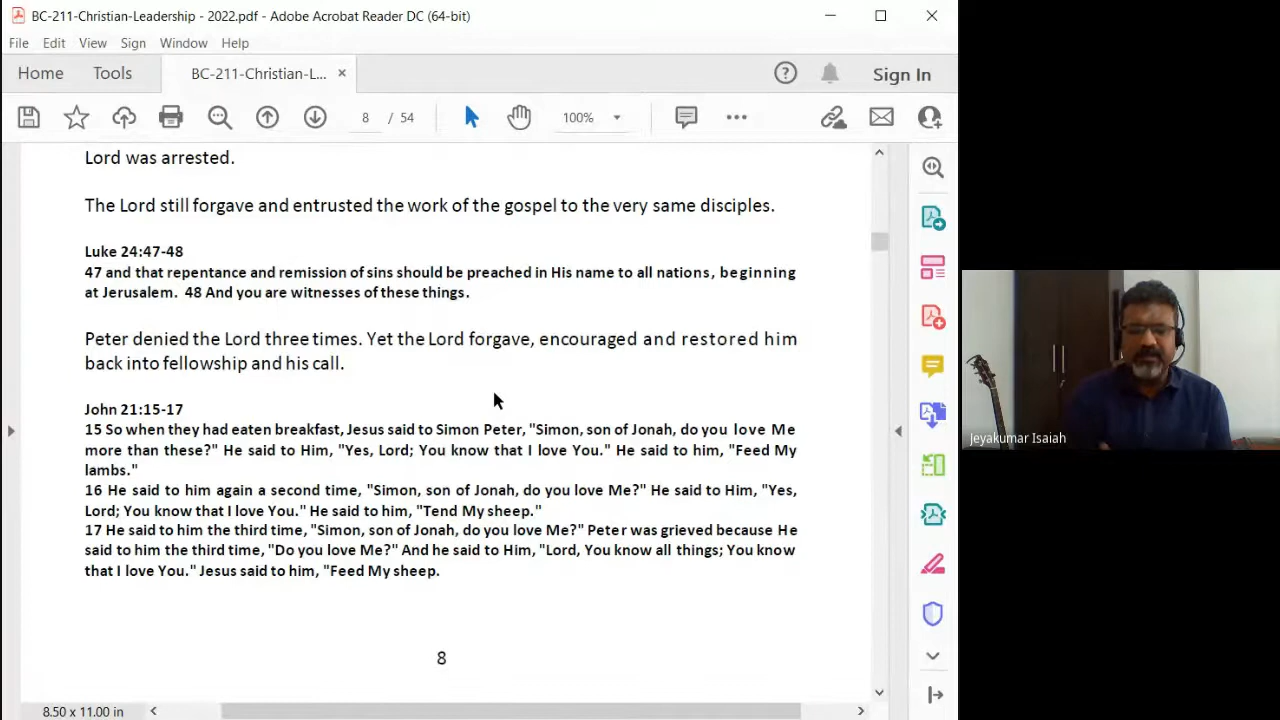 BC-211-Christian-Leadership - 2022.pdf - Adobe Acrobat Reader DC (64-bit)
File Edit View Sign Window Help
Home Tools BC-211-Christian-L... × Sign In
8 / 54 100%
Lord was arrested.
The Lord still forgave and entrusted the work of the gospel to the very same disciples.
Luke 24:47-48
47 and that repentance and remission of sins should be preached in His name to all nations, beginning
at Jerusalem. 48 And you are witnesses of these things.
Peter denied the Lord three times. Yet the Lord forgave, encouraged and restored him
back into fellowship and his call.
John 21:15-17
15 So when they had eaten breakfast, Jesus said to Simon Peter, "Simon, son of Jonah, do you love Me
more than these?" He said to Him, "Yes, Lord; You know that I love You." He said to him, "Feed My
lambs."
16 He said to him again a second time, "Simon, son of Jonah, do you love Me?" He said to Him, "Yes,
Lord; You know that I love You." He said to him, "Tend My sheep."
17 He said to him the third time, "Simon, son of Jonah, do you love Me?" Peter was grieved because He
said to him the third time, "Do you love Me?" And he said to Him, "Lord, You know all things; You know
that I love You." Jesus said to him, "Feed My sheep.
8
8.50 x 11.00 in
Jeyakumar Isaiah